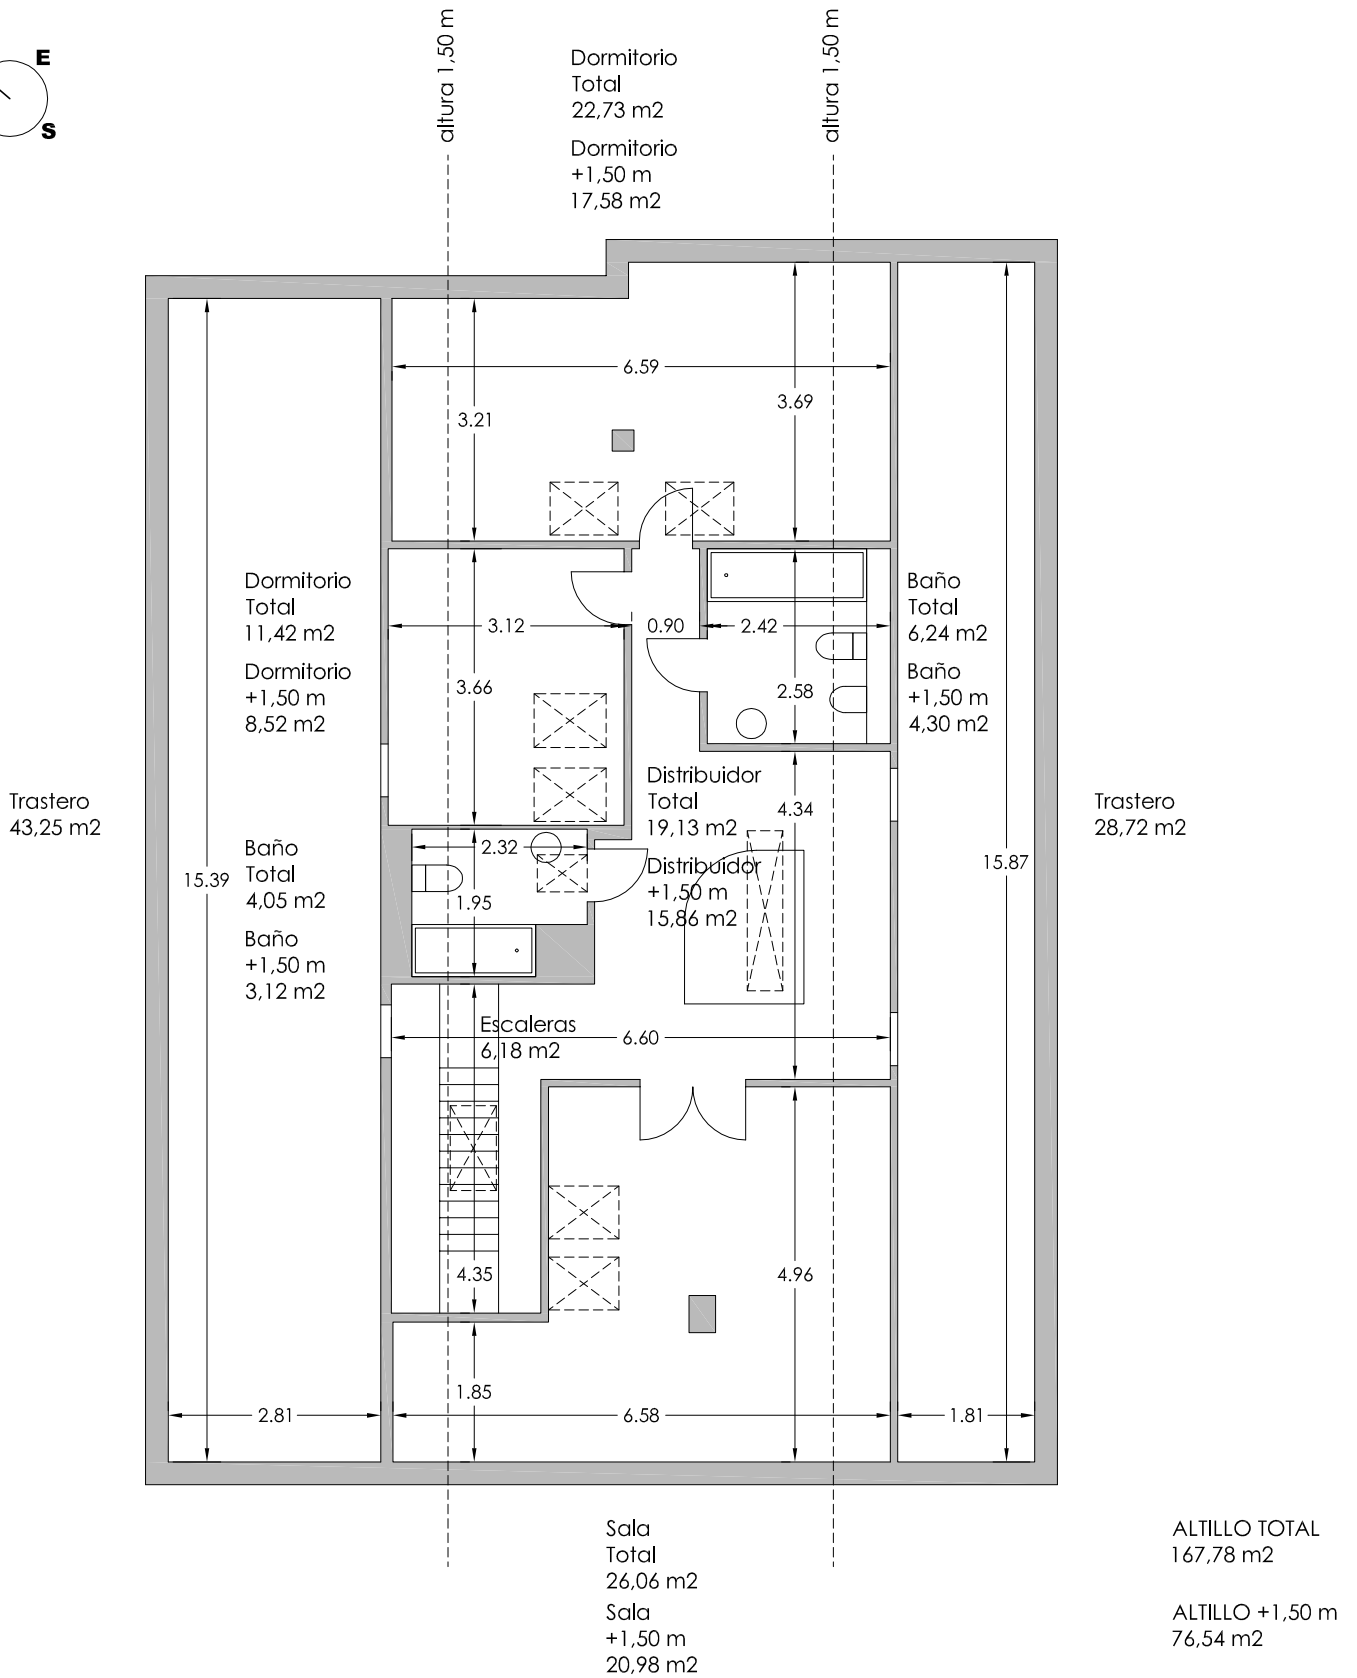 E
S
altura 1,50 m
altura 1,50 m
Dormitorio
Total
22,73 m2
Dormitorio
+1,50 m
17,58 m2
6.59
3.21
3.69
Dormitorio
Total
11,42 m2
Dormitorio
+1,50 m
8,52 m2
3.12
0.90
2.42
3.66
2.58
Baño
Total
6,24 m2
Baño
+1,50 m
4,30 m2
Trastero
43,25 m2
Distribuidor
Total
19,13 m2
Distribuidor
+1,50 m
15,86 m2
4.34
Trastero
28,72 m2
Baño
Total
4,05 m2
Baño
+1,50 m
3,12 m2
15.39
2.32
1.95
15.87
Escaleras
6,18 m2
6.60
4.35
4.96
1.85
2.81
6.58
1.81
Sala
Total
26,06 m2
Sala
+1,50 m
20,98 m2
ALTILLO TOTAL
167,78 m2
ALTILLO +1,50 m
76,54 m2